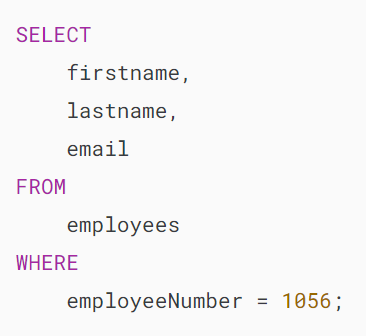 SELECT
    firstname,
    lastname,
    email
FROM
    employees
WHERE
    employeeNumber = 1056;